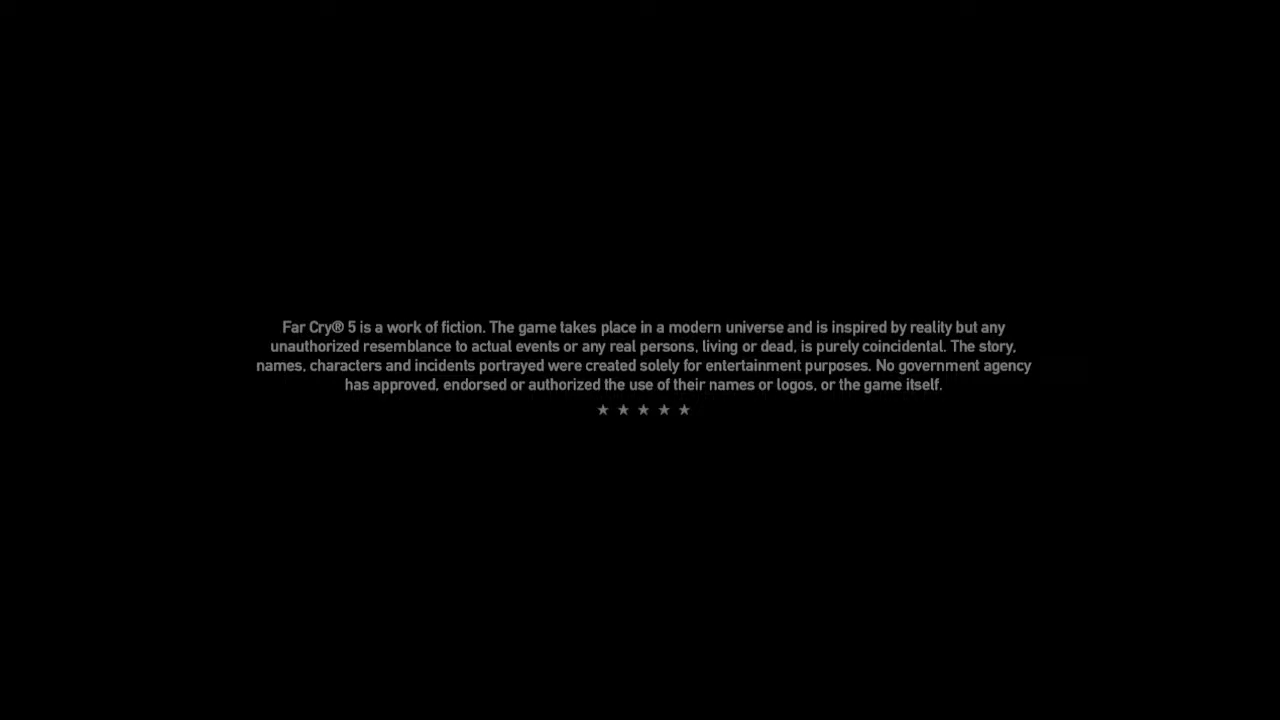 Far Cry® 5 is a work of fiction. The game takes place in a modern universe and is inspired by reality but any
unauthorized resemblance to actual events or any real persons, living or dead, is purely coincidental. The story,
names, characters and incidents portrayed were created solely for entertainment purposes. No government agency
has approved, endorsed or authorized the use of their names or logos, or the game itself.
★ ★ ★ ★ ★